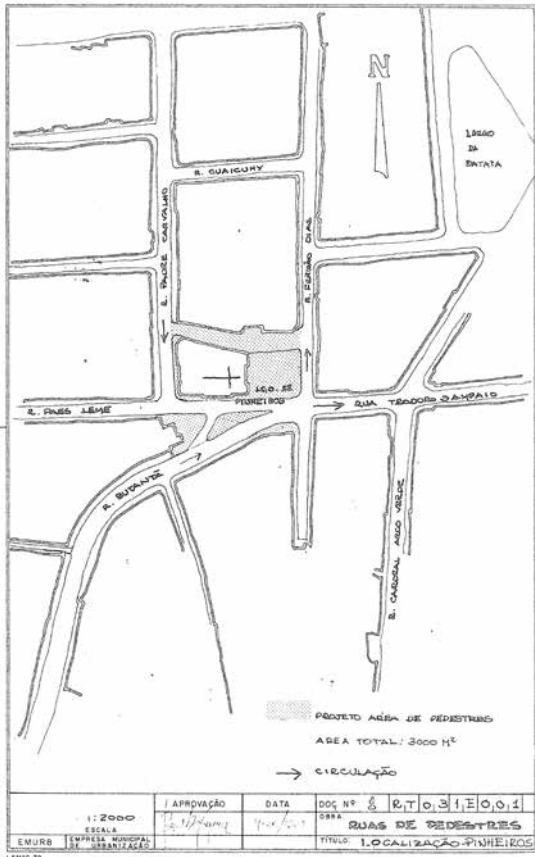 N
LARGO
DA
BATATA
R. GUAICUHY
R. PADRE CARVALHO
R. FERNÃO DIAS
LGO. DE
PINHEIROS
R. PAES LEME
RUA TEODORO SAMPAIO
R. BUTANTÃ
R. CARDEAL ARCO VERDE
PROJETO AREA DE PEDESTRES
AREA TOTAL: 3000 M²
CIRCULAÇÃO
1:2000
ESCALA
APROVAÇÃO
DATA
DOC Nº 8 R,T 0,3 1,E 0,0,1
OBRA
RUAS DE PEDESTRES
EMURB
EMPRESA MUNICIPAL
DE URBANIZAÇÃO
TÍTULO: LOCALIZAÇÃO-PINHEIROS